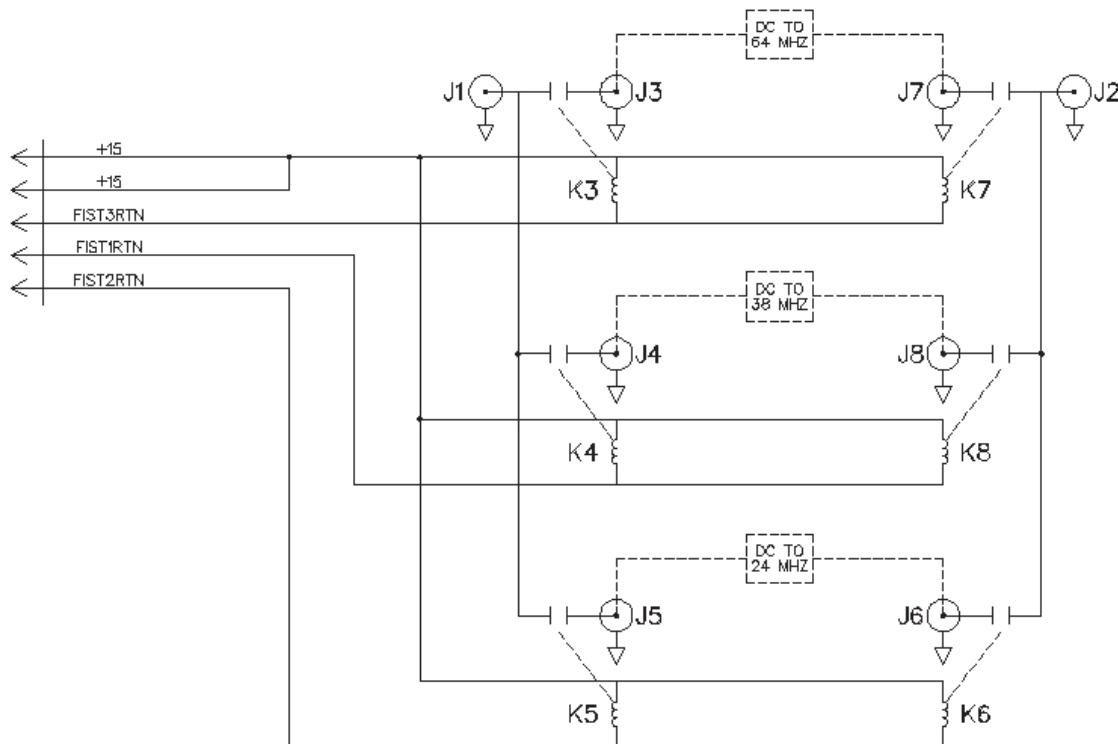 DC TO
64 MHZ
J1
J3
J7
J2
+15
+15
K3
K7
FIST3RTN
FIST1RTN
FIST2RTN
DC TO
38 MHZ
J4
J8
K4
K8
DC TO
24 MHZ
J5
J6
K5
K6